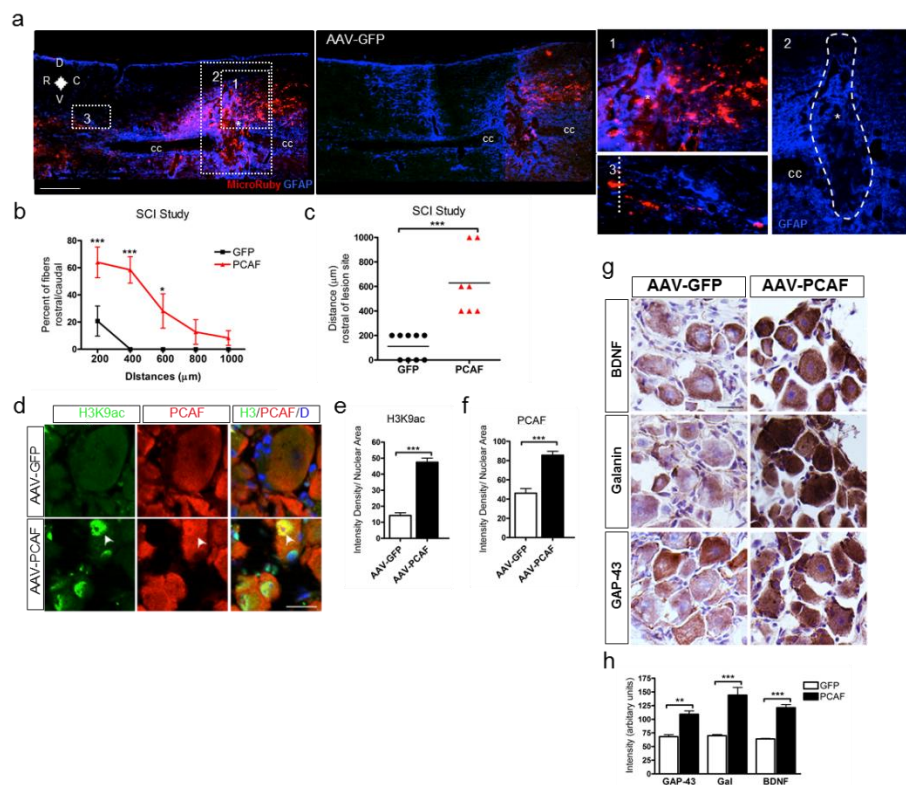 a
AAV-GFP
D
R C
V
1
2
3
cc
cc
MicroRuby GFAP
cc
cc
1
3
2
*
cc
GFAP
b
SCI Study
Percent of fibers
rostral/caudal
80
60
40
20
0
*** *** *
GFP
PCAF
200 400 600 800 1000
Distances (μm)
c
SCI Study
***
Distance (μm)
rostral of lesion site
1000
800
600
400
200
0
GFP PCAF
d
H3K9ac PCAF H3/PCAF/D
AAV-GFP
AAV-PCAF
e
H3K9ac
***
Intensity Density/ Nuclear Area
60
50
40
30
20
10
0
AAV-GFP
AAV-PCAF
f
PCAF
***
Intensity Density/ Nuclear Area
100
80
60
40
20
0
AAV-GFP
AAV-PCAF
g
AAV-GFP AAV-PCAF
BDNF
Galanin
GAP-43
h
Intensity (arbitary units)
175
150
125
125
75
50
25
0
** *** ***
GFP
PCAF
GAP-43 Gal BDNF